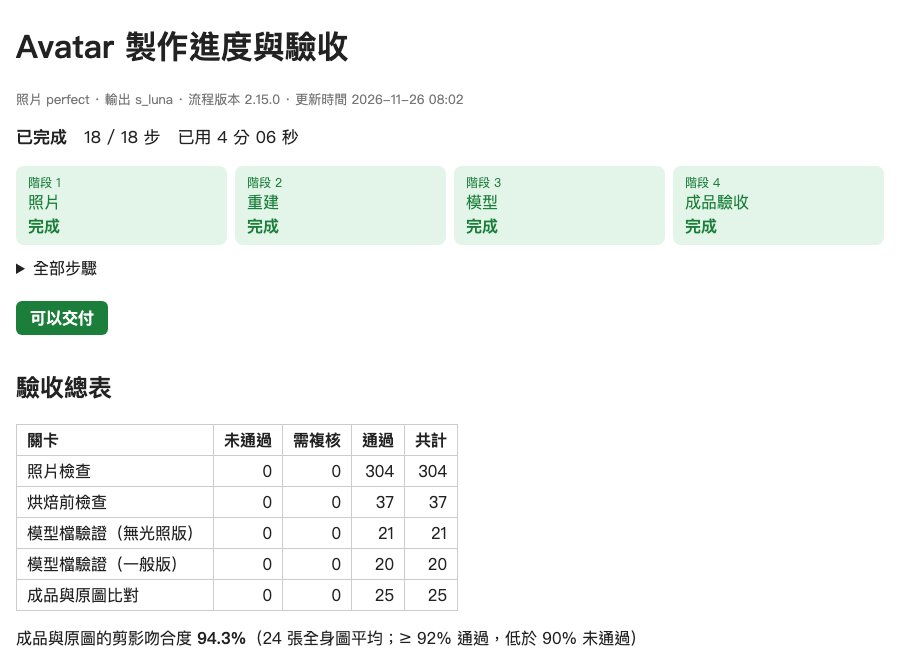 Avatar 製作進度與驗收
照片 perfect · 輸出 s_luna · 流程版本 2.15.0 · 更新時間 2026-11-26 08:02
已完成 18 / 18 步 已用 4 分 06 秒
階段 1
照片
完成
階段 2
重建
完成
階段 3
模型
完成
階段 4
成品驗收
完成
▶ 全部步驟
可以交付
驗收總表
關卡 未通過 需複核 通過 共計
照片檢查 0 0 304 304
烘焙前檢查 0 0 37 37
模型檔驗證（無光照版） 0 0 21 21
模型檔驗證（一般版） 0 0 20 20
成品與原圖比對 0 0 25 25
成品與原圖的剪影吻合度 94.3%（24 張全身圖平均；≥ 92% 通過，低於 90% 未通過）